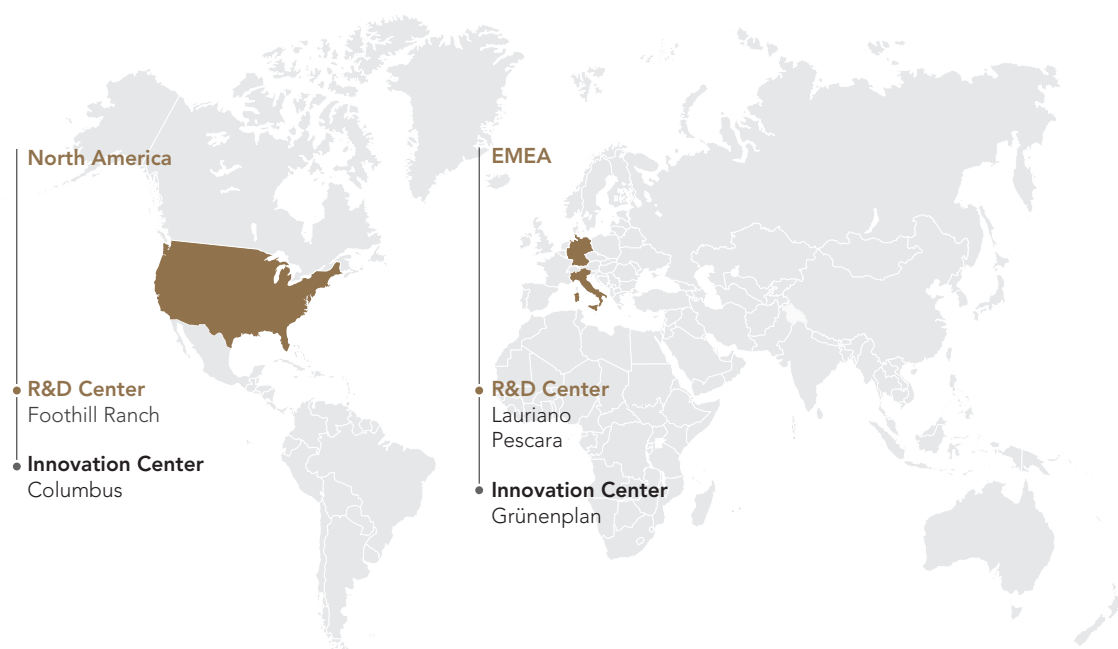 North America
R&D Center
Foothill Ranch
Innovation Center
Columbus
EMEA
R&D Center
Lauriano
Pescara
Innovation Center
Grünenplan